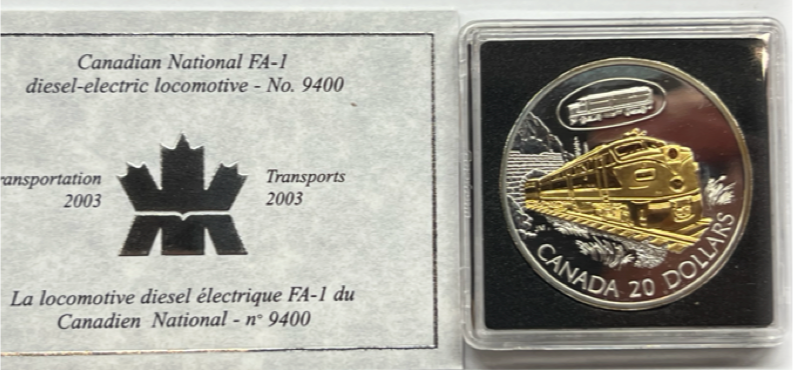 Canadian National FA-1
diesel-electric locomotive - No. 9400
ansportation
2003
Transports
2003
La locomotive diesel électrique FA-1 du
Canadien National - n° 9400
CANADA 20 DOLLARS